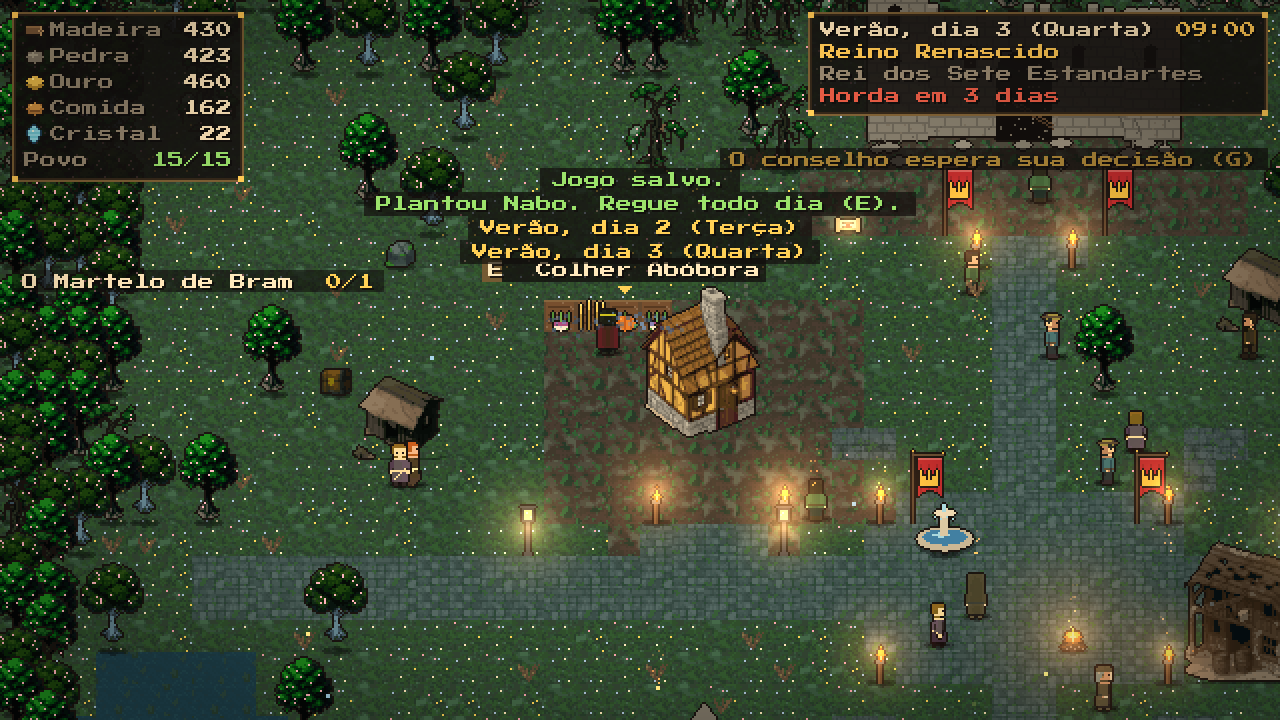 Madeira 430
Pedra 423
Ouro 460
Comida 162
Cristal 22
Povo 15/15
Verão, dia 3 (Quarta) 09:00
Reino Renascido
Rei dos Sete Estandartes
Horda em 3 dias
O conselho espera sua decisão (G)
Jogo salvo.
Plantou Nabo. Regue todo dia (E).
Verão, dia 2 (Terça)
Verão, dia 3 (Quarta)
E Colher Abóbora
O Martelo de Bram 0/1